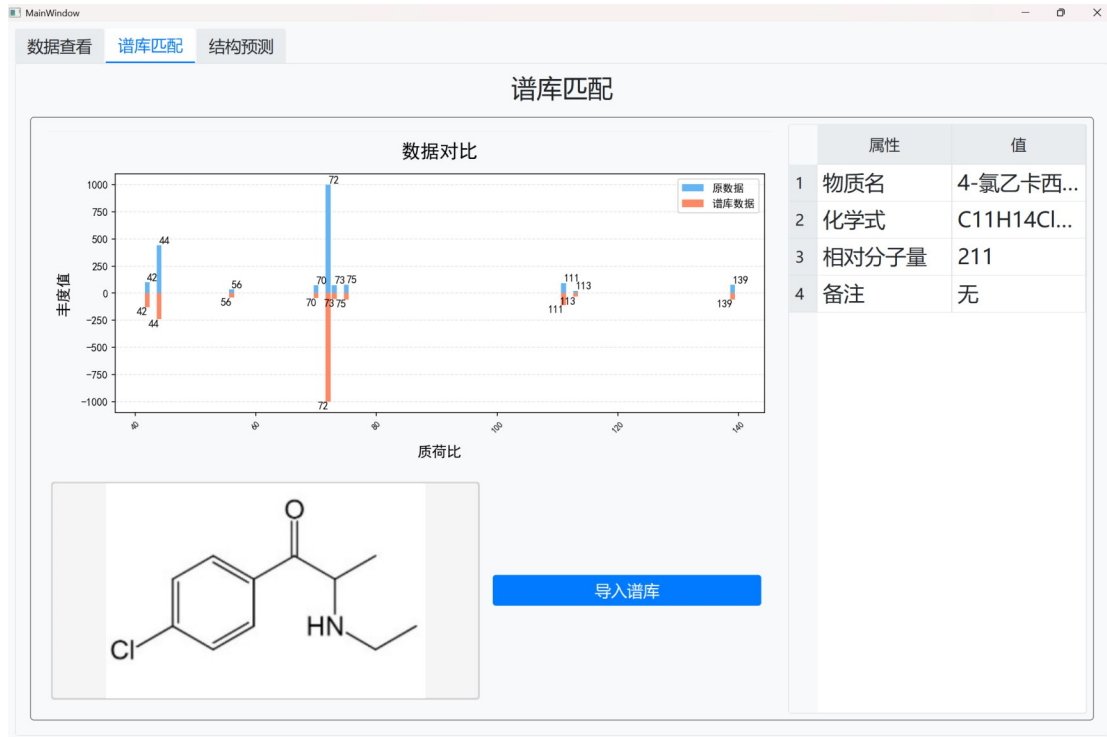 MainWindow
数据查看 谱库匹配 结构预测
谱库匹配
数据对比
原数据
谱库数据
丰度值
1000
750
500
250
0
−250
−500
−750
−1000
42 44 56 70 72 73 75 111 113 139
42 44 56 70 72 73 75 111 113 139
40 60 80 100 120 140
质荷比
属性 值
1 物质名 4-氯乙卡西...
2 化学式 C11H14Cl...
3 相对分子量 211
4 备注 无
O
HN
Cl
导入谱库